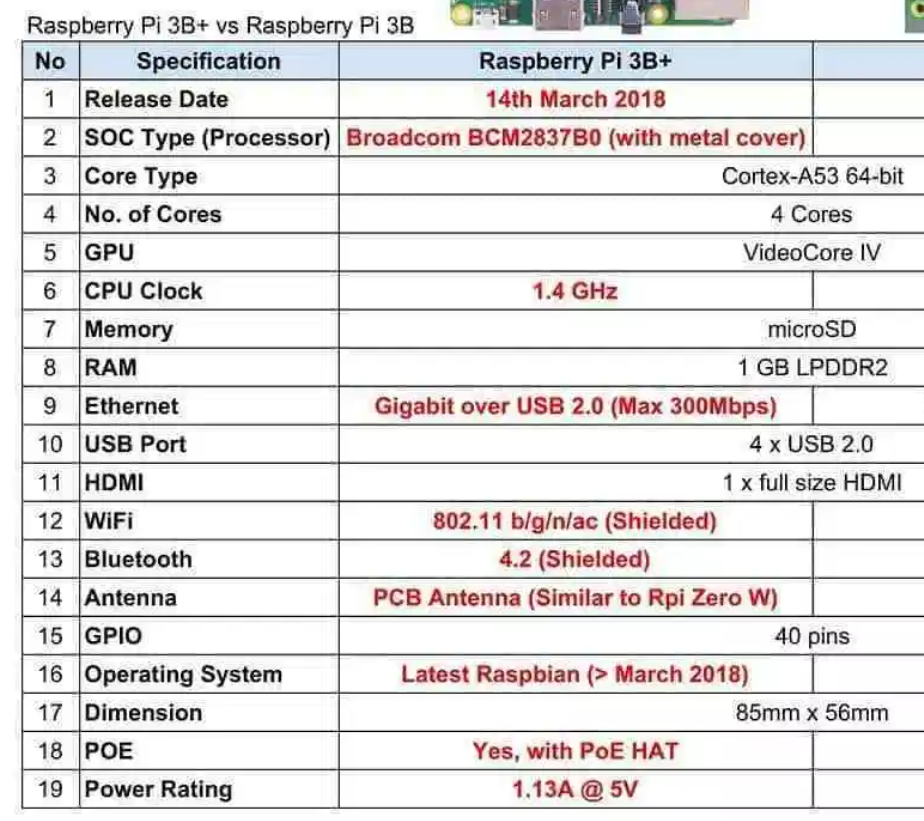 Raspberry Pi 3B+ vs Raspberry Pi 3B
No Specification Raspberry Pi 3B+
1 Release Date 14th March 2018
2 SOC Type (Processor) Broadcom BCM2837B0 (with metal cover)
3 Core Type Cortex-A53 64-bit
4 No. of Cores 4 Cores
5 GPU VideoCore IV
6 CPU Clock 1.4 GHz
7 Memory microSD
8 RAM 1 GB LPDDR2
9 Ethernet Gigabit over USB 2.0 (Max 300Mbps)
10 USB Port 4 x USB 2.0
11 HDMI 1 x full size HDMI
12 WiFi 802.11 b/g/n/ac (Shielded)
13 Bluetooth 4.2 (Shielded)
14 Antenna PCB Antenna (Similar to Rpi Zero W)
15 GPIO 40 pins
16 Operating System Latest Raspbian (> March 2018)
17 Dimension 85mm x 56mm
18 POE Yes, with PoE HAT
19 Power Rating 1.13A @ 5V